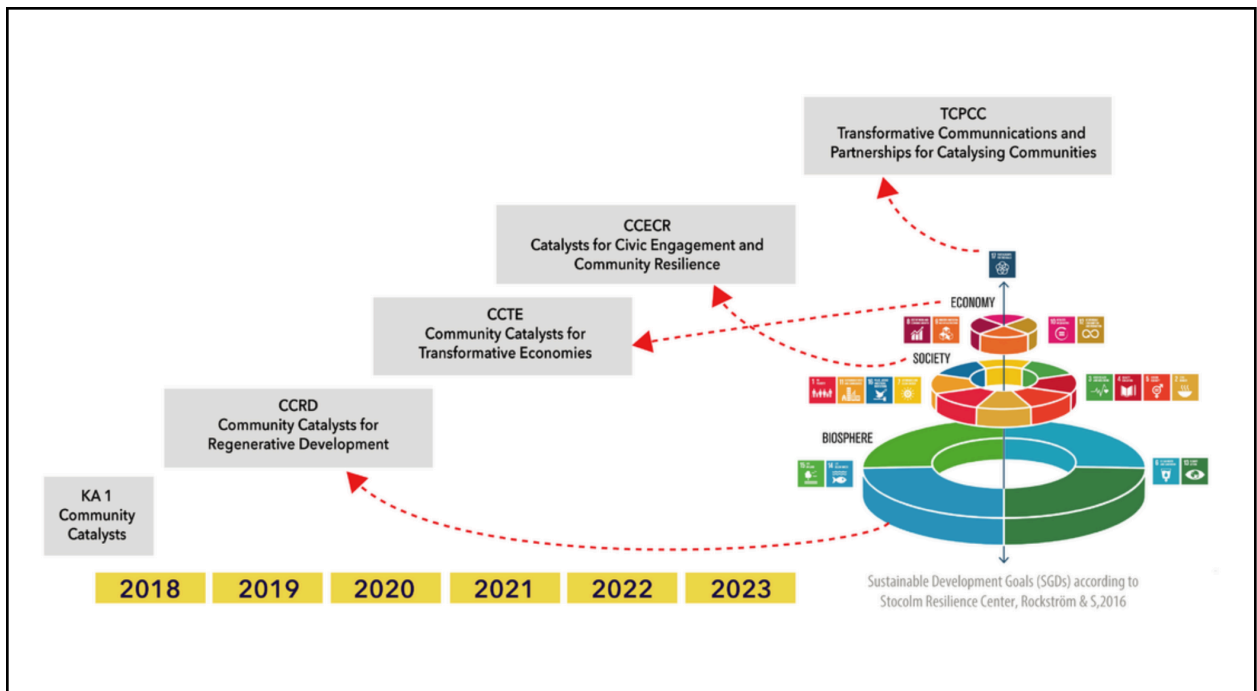 TCPCC
Transformative Communnications and
Partnerships for Catalysing Communities
CCECR
Catalysts for Civic Engagement and
Community Resilience
CCTE
Community Catalysts for
Transformative Economies
CCRD
Community Catalysts for
Regenerative Development
KA 1
Community
Catalysts
2018
2019
2020
2021
2022
2023
ECONOMY
SOCIETY
BIOSPHERE
Sustainable Development Goals (SGDs) according to
Stocolm Resilience Center, Rockström & S,2016